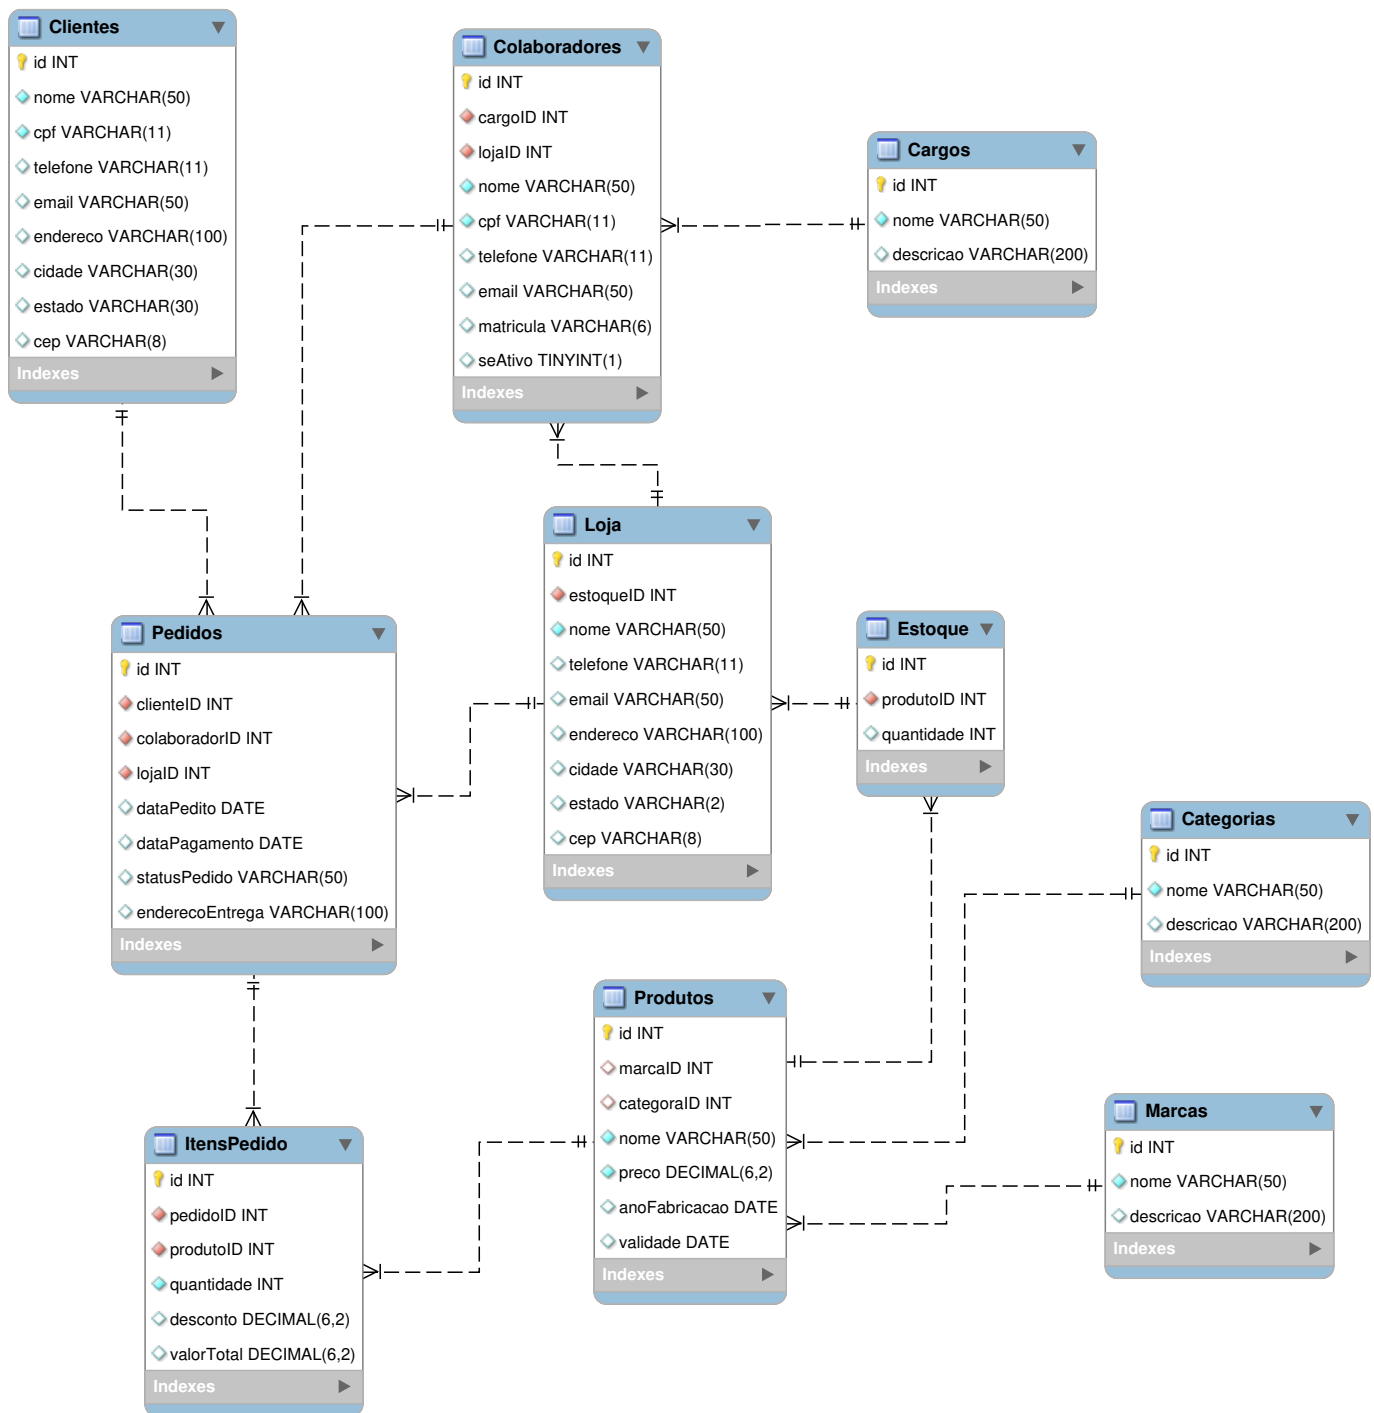 Clientes
id INT
nome VARCHAR(50)
cpf VARCHAR(11)
telefone VARCHAR(11)
email VARCHAR(50)
endereco VARCHAR(100)
cidade VARCHAR(30)
estado VARCHAR(30)
cep VARCHAR(8)
Indexes
Colaboradores
id INT
cargoID INT
lojaID INT
nome VARCHAR(50)
cpf VARCHAR(11)
telefone VARCHAR(11)
email VARCHAR(50)
matricula VARCHAR(6)
seAtivo TINYINT(1)
Indexes
Cargos
id INT
nome VARCHAR(50)
descricao VARCHAR(200)
Indexes
Loja
id INT
estoqueID INT
nome VARCHAR(50)
telefone VARCHAR(11)
email VARCHAR(50)
endereco VARCHAR(100)
cidade VARCHAR(30)
estado VARCHAR(2)
cep VARCHAR(8)
Indexes
Estoque
id INT
produtoID INT
quantidade INT
Indexes
Pedidos
id INT
clienteID INT
colaboradorID INT
lojaID INT
dataPedito DATE
dataPagamento DATE
statusPedido VARCHAR(50)
enderecoEntrega VARCHAR(100)
Indexes
Categorias
id INT
nome VARCHAR(50)
descricao VARCHAR(200)
Indexes
Produtos
id INT
marcaID INT
categoraID INT
nome VARCHAR(50)
preco DECIMAL(6,2)
anoFabricacao DATE
validade DATE
Indexes
Marcas
id INT
nome VARCHAR(50)
descricao VARCHAR(200)
Indexes
ItensPedido
id INT
pedidoID INT
produtoID INT
quantidade INT
desconto DECIMAL(6,2)
valorTotal DECIMAL(6,2)
Indexes